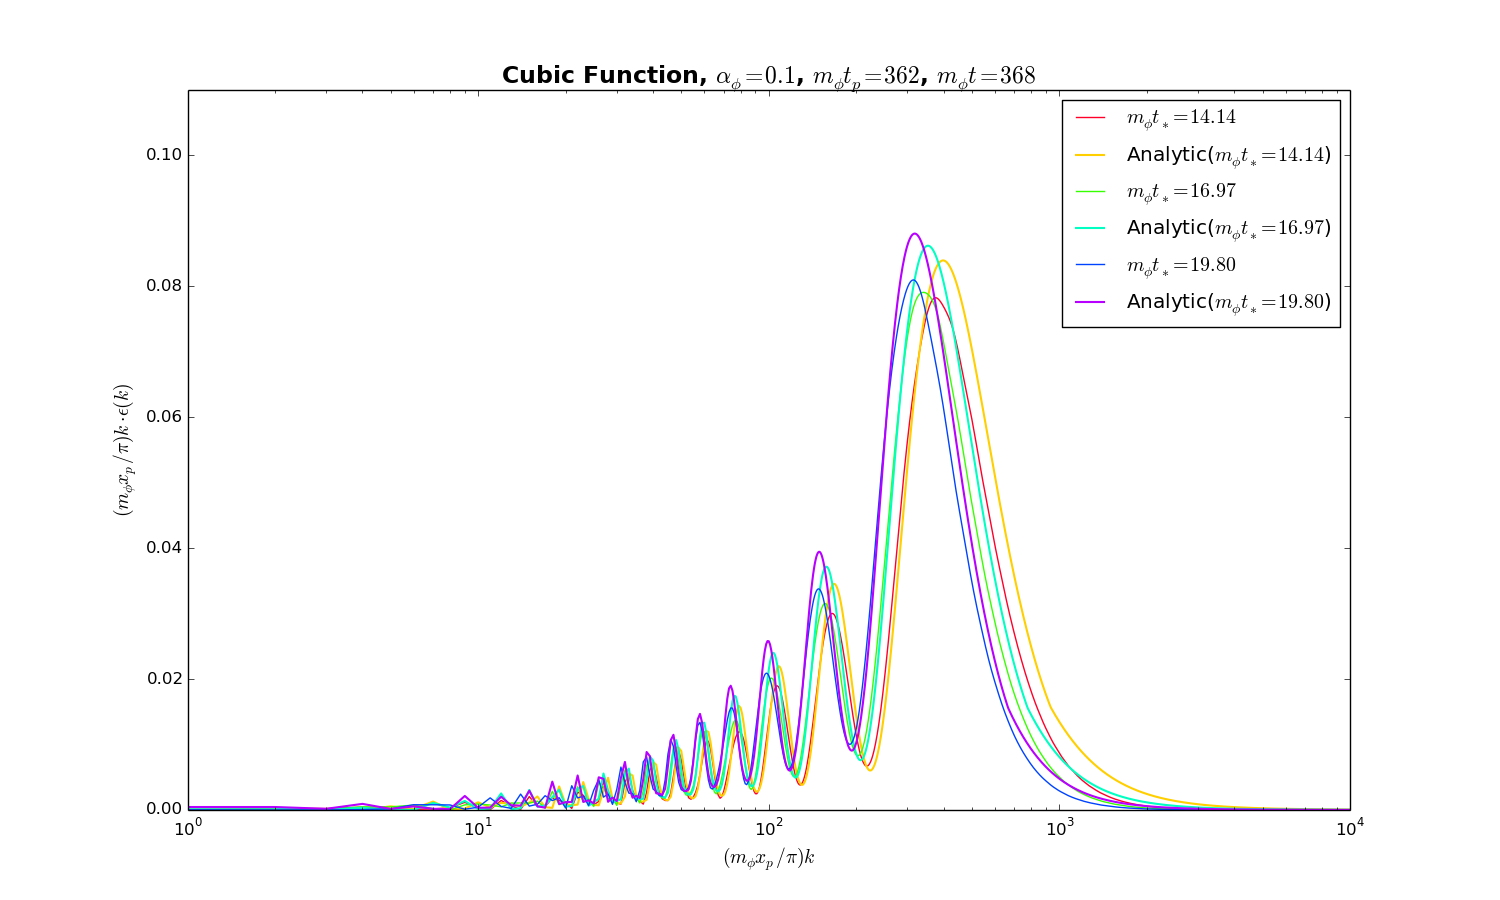 Cubic Function, α_ϕ=0.1, m_ϕt_p=362, m_ϕt=368
m_ϕt_*=14.14
Analytic(m_ϕt_*=14.14)
m_ϕt_*=16.97
Analytic(m_ϕt_*=16.97)
m_ϕt_*=19.80
Analytic(m_ϕt_*=19.80)
(m_ϕx_p/π)k·ϵ(k)
0.10
0.08
0.06
0.04
0.02
0.00
10^0 10^1 10^2 10^3 10^4
(m_ϕx_p/π)k